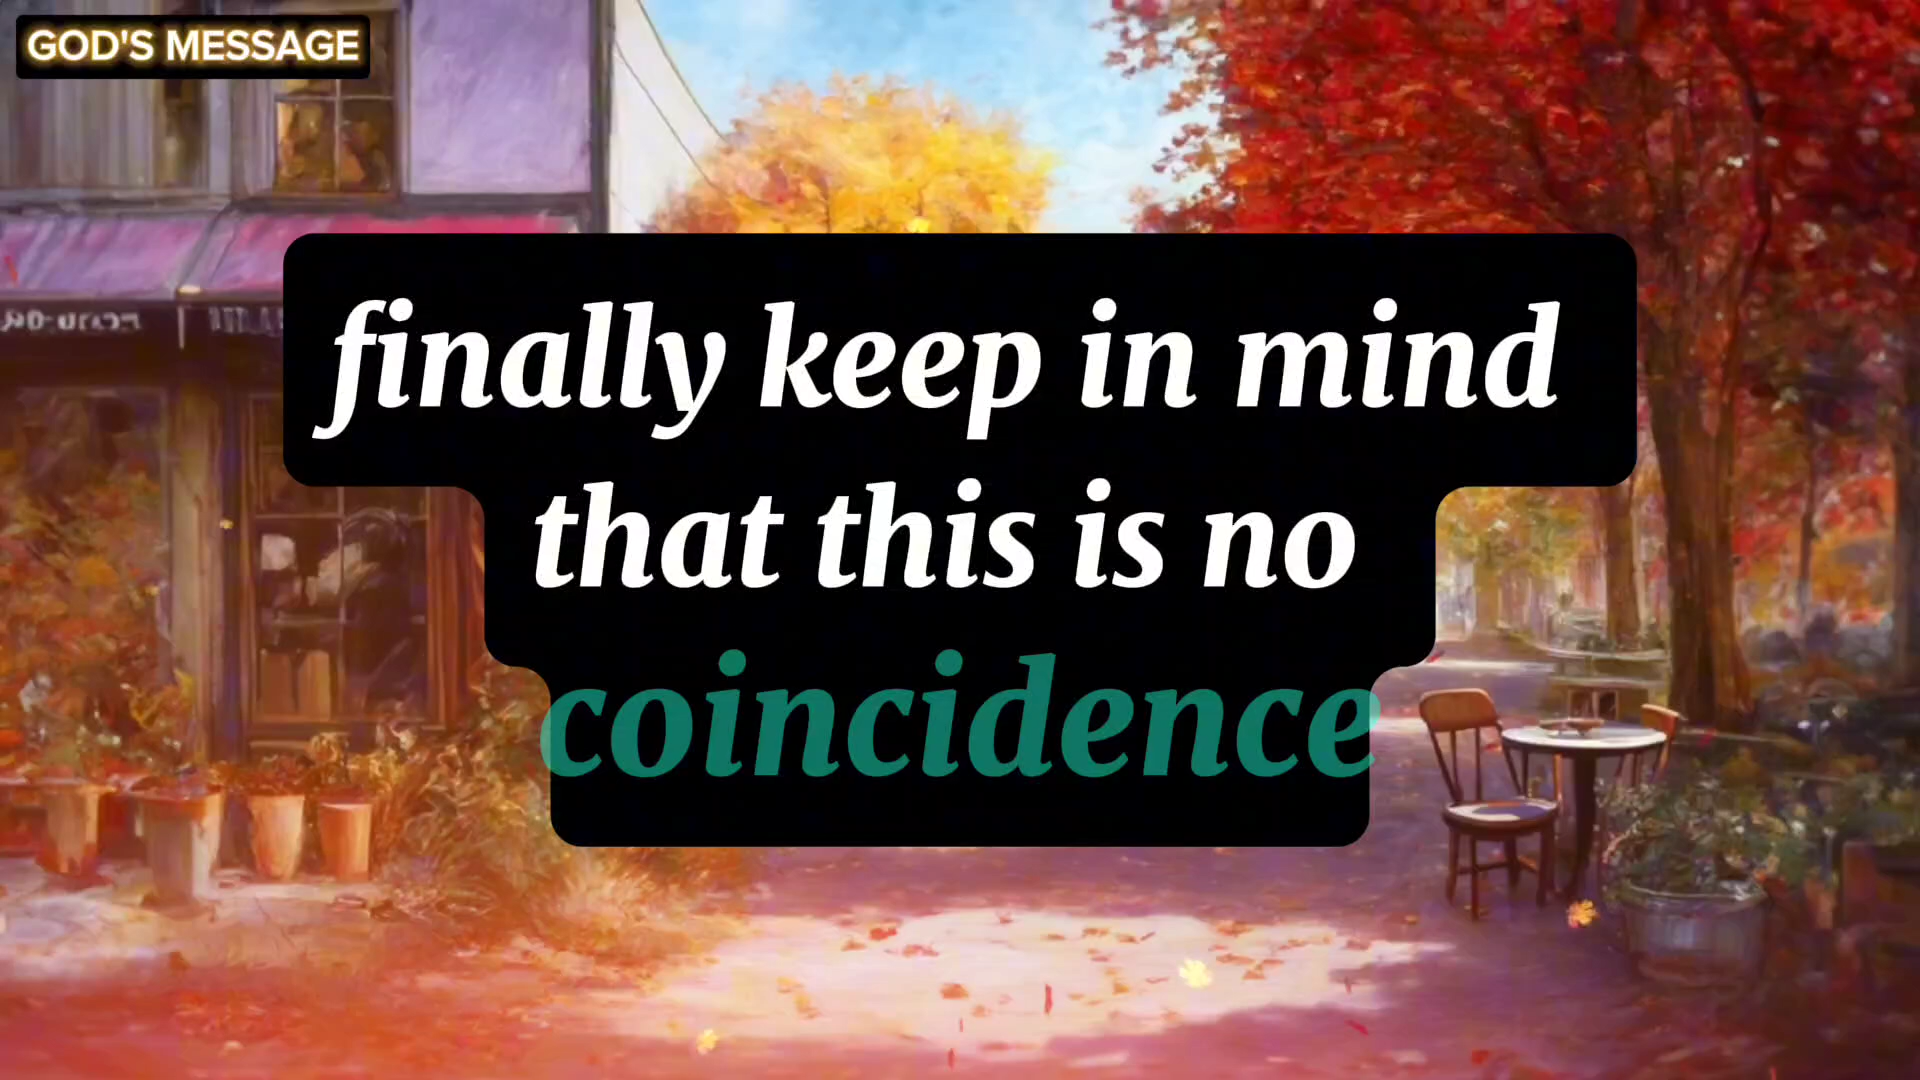 GOD'S MESSAGE
finally keep in mind
that this is no
coincidence